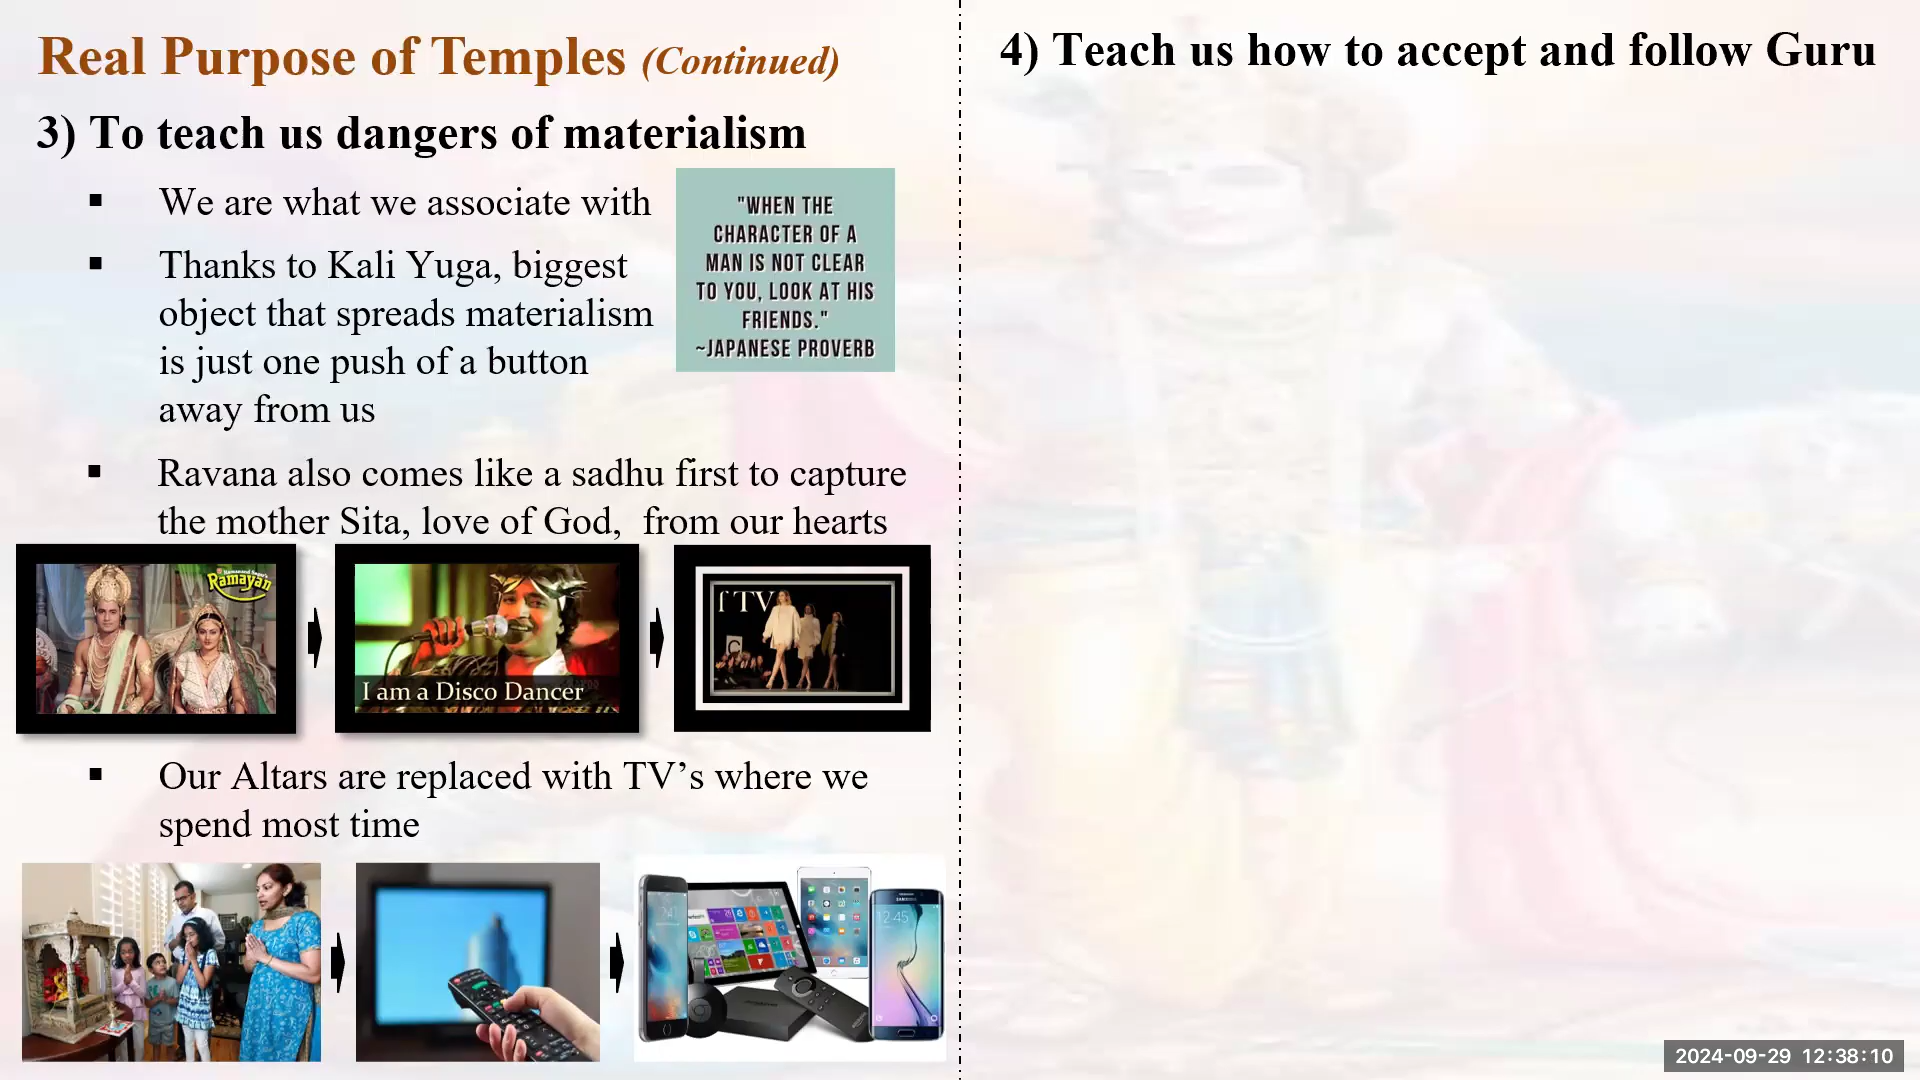 Real Purpose of Temples (Continued)
3) To teach us dangers of materialism
▪ We are what we associate with
▪ Thanks to Kali Yuga, biggest
object that spreads materialism
is just one push of a button
away from us
"WHEN THE
CHARACTER OF A
MAN IS NOT CLEAR
TO YOU, LOOK AT HIS
FRIENDS."
~JAPANESE PROVERB
▪ Ravana also comes like a sadhu first to capture
the mother Sita, love of God, from our hearts
Ramayan
I am a Disco Dancer
f TV
C
▪ Our Altars are replaced with TV’s where we
spend most time
12:45
4) Teach us how to accept and follow Guru
2024-09-29 12:38:10